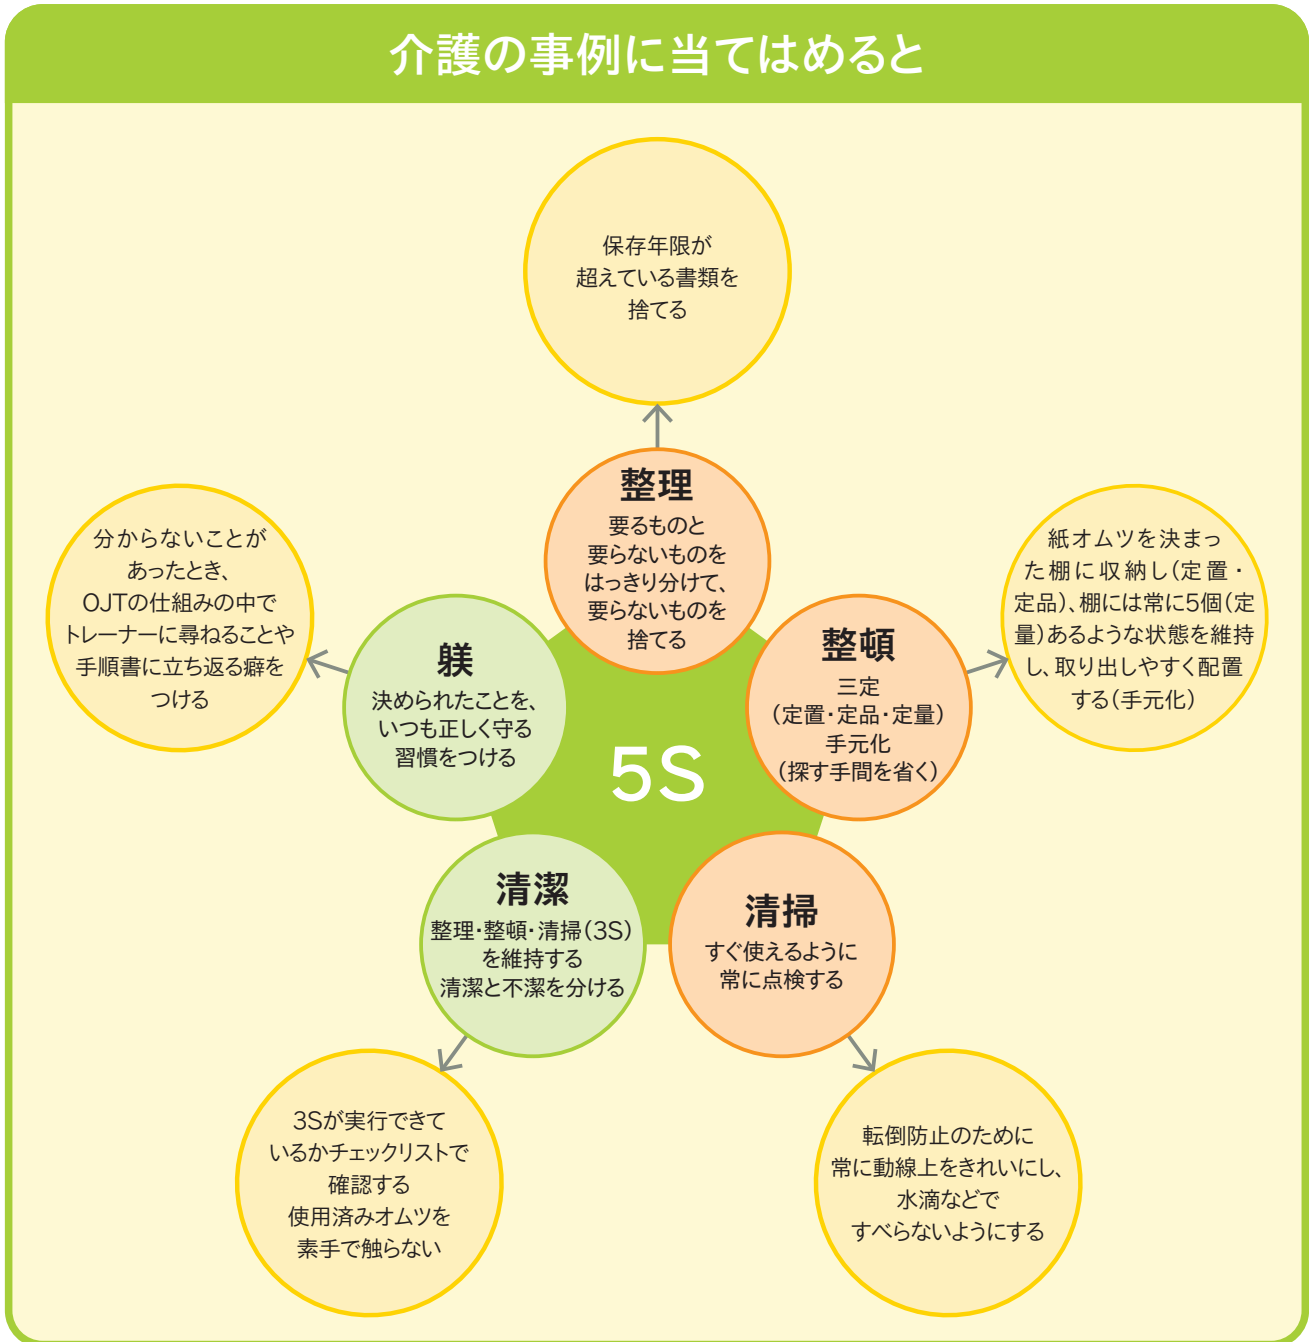 介護の事例に当てはめると
保存年限が
超えている書類を
捨てる
整理
要るものと
要らないものを
はっきり分けて、
要らないものを
捨てる
整頓
三定
(定置・定品・定量)
手元化
(探す手間を省く)
紙オムツを決まっ
た棚に収納し(定置・
定品)、棚には常に5個(定
量)あるような状態を維持
し、取り出しやすく配置
する(手元化)
分からないことが
あったとき、
OJTの仕組みの中で
トレーナーに尋ねることや
手順書に立ち返る癖を
つける
躾
決められたことを、
いつも正しく守る
習慣をつける
5S
清潔
整理・整頓・清掃(3S)
を維持する
清潔と不潔を分ける
清掃
すぐ使えるように
常に点検する
3Sが実行できて
いるかチェックリストで
確認する
使用済みオムツを
素手で触らない
転倒防止のために
常に動線上をきれいにし、
水滴などで
すべらないようにする